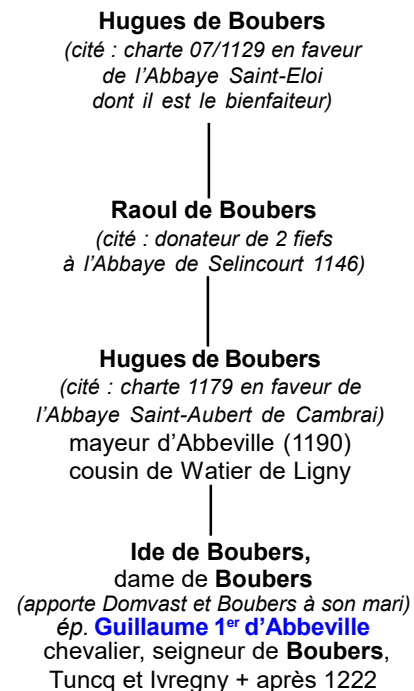 Hugues de Boubers
(cité : charte 07/1129 en faveur
de l’Abbaye Saint-Eloi
dont il est le bienfaiteur)
Raoul de Boubers
(cité : donateur de 2 fiefs
à l’Abbaye de Selincourt 1146)
Hugues de Boubers
(cité : charte 1179 en faveur de
l’Abbaye Saint-Aubert de Cambrai)
mayeur d’Abbeville (1190)
cousin de Watier de Ligny
Ide de Boubers,
dame de Boubers
(apporte Domvast et Boubers à son mari)
ép. Guillaume 1er d’Abbeville
chevalier, seigneur de Boubers,
Tuncq et Ivregny + après 1222